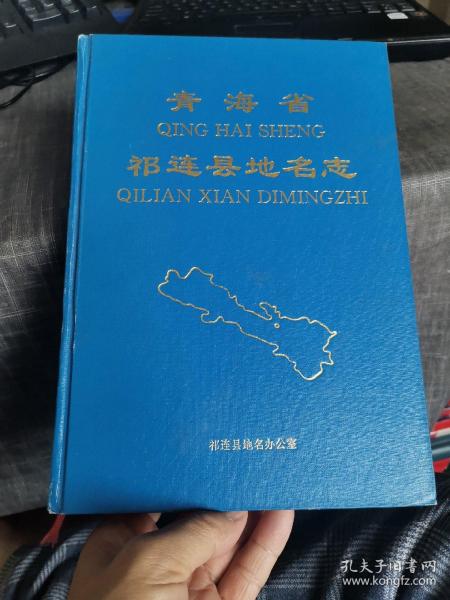 青海省
QING HAI SHENG
祁连县地名志
QILIAN XIAN DIMINGZHI
祁连县地名办公室
孔夫子旧书网
www.kongfz.com